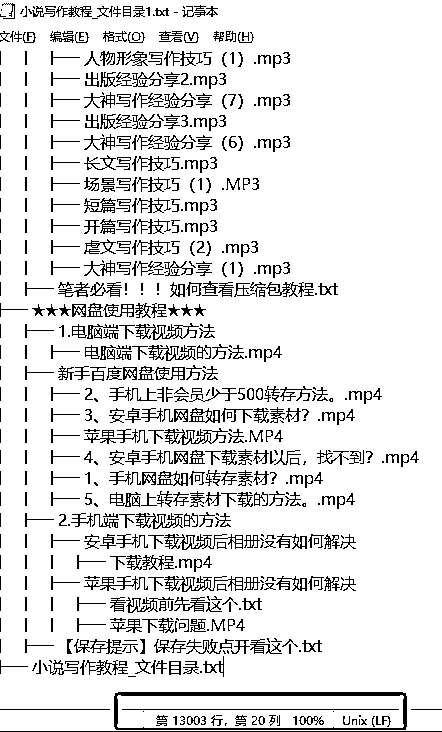 小说写作教程_文件目录1.txt - 记事本
文件(F) 编辑(E) 格式(O) 查看(V) 帮助(H)
| | ├── 人物形象写作技巧（1）.mp3
| | ├── 出版经验分享2.mp3
| | ├── 大神写作经验分享（7）.mp3
| | ├── 出版经验分享3.mp3
| | ├── 大神写作经验分享（6）.mp3
| | ├── 长文写作技巧.mp3
| | ├── 场景写作技巧（1）.MP3
| | ├── 短篇写作技巧.mp3
| | ├── 开篇写作技巧.mp3
| | ├── 虐文写作技巧（2）.mp3
| | ├── 大神写作经验分享（1）.mp3
| ├── 笔者必看！！！如何查看压缩包教程.txt
├── ★★★网盘使用教程★★★
| ├── 1.电脑端下载视频方法
| | ├── 电脑端下载视频的方法.mp4
| ├── 新手百度网盘使用方法
| | ├── 2、手机上非会员少于500转存方法。.mp4
| | ├── 3、安卓手机网盘如何下载素材？.mp4
| | ├── 苹果手机下载视频方法.MP4
| | ├── 4、安卓手机网盘下载素材以后，找不到？.mp4
| | ├── 1、手机网盘如何转存素材？.mp4
| | ├── 5、电脑上转存素材下载的方法。.mp4
| ├── 2.手机端下载视频的方法
| | ├── 安卓手机下载视频后相册没有如何解决
| | | ├── 下载教程.mp4
| | ├── 苹果手机下载视频后相册没有如何解决
| | | ├── 看视频前先看这个.txt
| | | ├── 苹果下载问题.MP4
| ├── 【保存提示】保存失败点开看这个.txt
├── 小说写作教程_文件目录.txt
第 13003 行，第 20 列 100% Unix (LF)